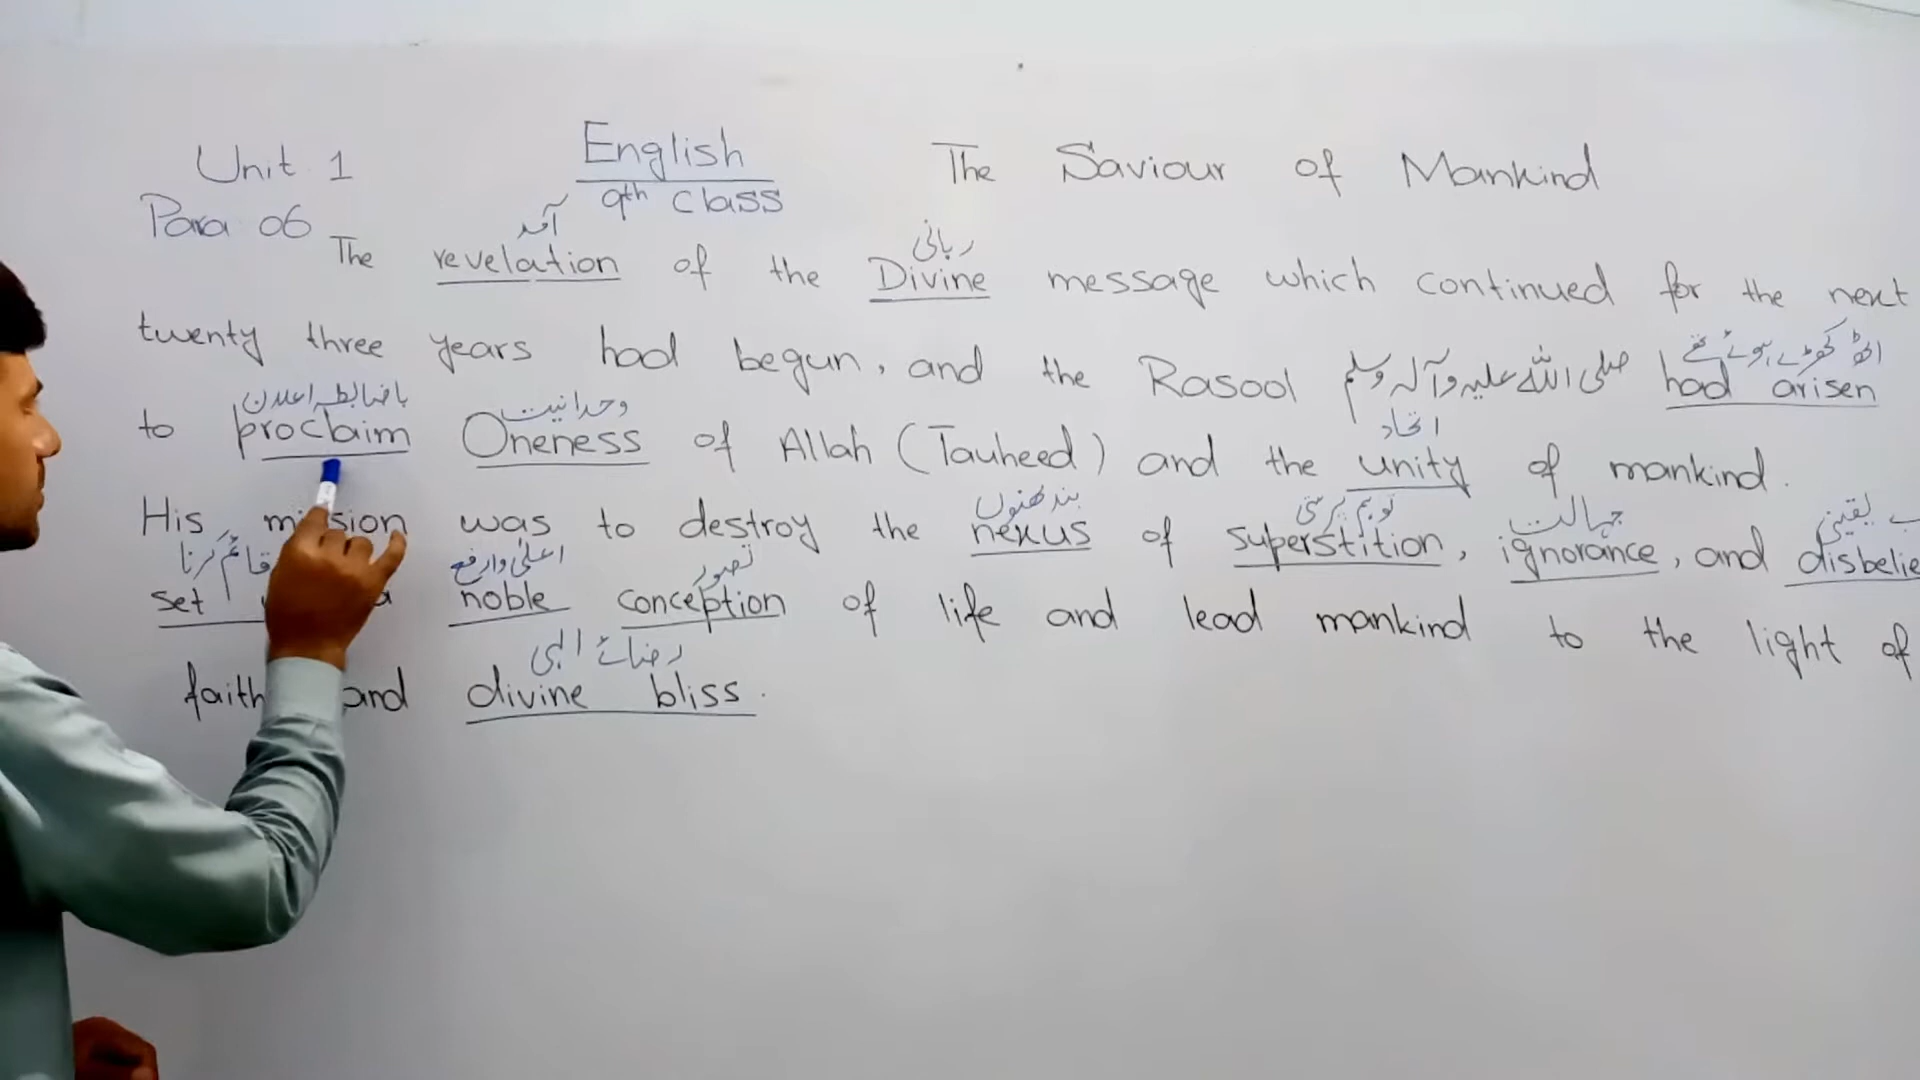 Unit 1
English
The Saviour of Mankind
9th class
Para 06
آمد
ربانی
The revelation of the Divine message which continued for the next
اٹھ کھڑے ہوئے تھے
twenty three years had begun, and the Rasool صلی اللہ علیہ وآلہ وسلم had arisen
باضابطہ اعلان وحدانیت اتحاد
to proclaim Oneness of Allah (Tauheed) and the unity of mankind.
بندھنوں توہم پرستی جہالت یقینی
His mission was to destroy the nexus of superstition, ignorance, and disbelie
قائم کرنا اعلیٰ وارفع تصور
set a noble conception of life and lead mankind to the light of
رضائے الہی
faith and divine bliss.